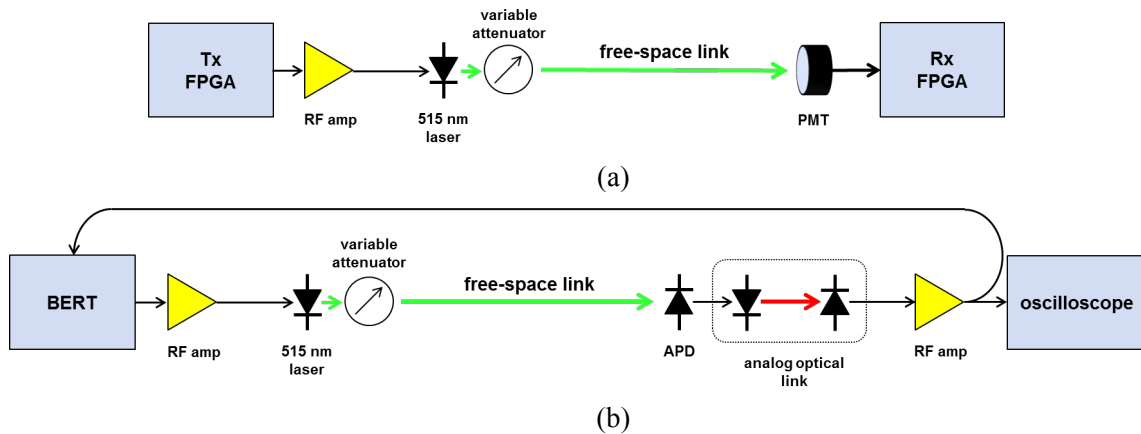 variable
attenuator
Tx
FPGA
free-space link
Rx
FPGA
RF amp
515 nm
laser
PMT
(a)
variable
attenuator
BERT
free-space link
oscilloscope
RF amp
515 nm
laser
APD
analog optical
link
RF amp
(b)